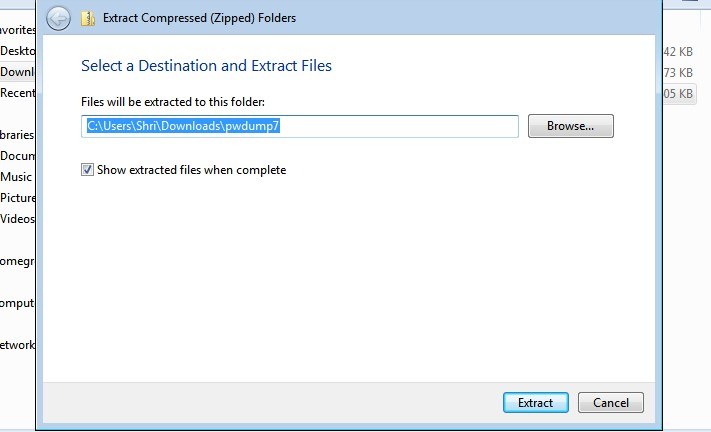 Extract Compressed (Zipped) Folders
Select a Destination and Extract Files
Files will be extracted to this folder:
C:\Users\Shri\Downloads\pwdump7
Browse...
Show extracted files when complete
Extract
Cancel
avorites
Deskto
Downl
Recent
braries
Docum
Music
Picture
Videos
omegr
omput
etwork
42 KB
73 KB
05 KB